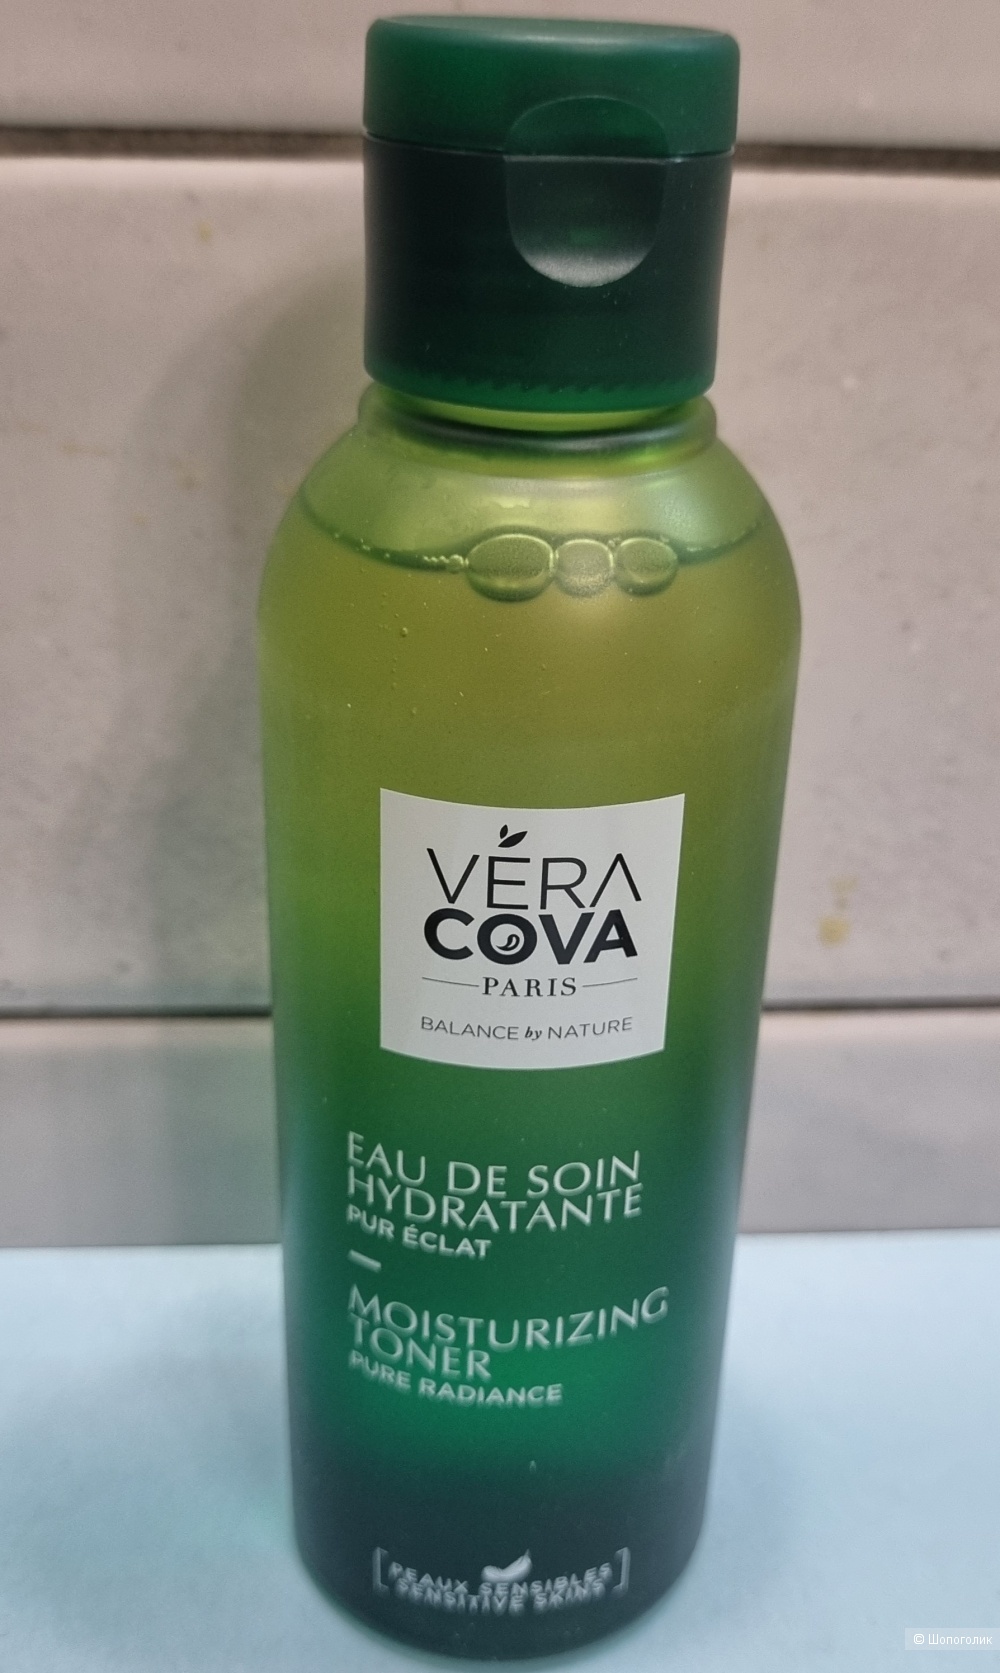 VÉRA
COVA
PARIS
BALANCE by NATURE
EAU DE SOIN
HYDRATANTE
PUR ÉCLAT
MOISTURIZING
TONER
PURE RADIANCE
[PEAUX SENSIBLES
SENSITIVE SKINS]
© Шопоголик